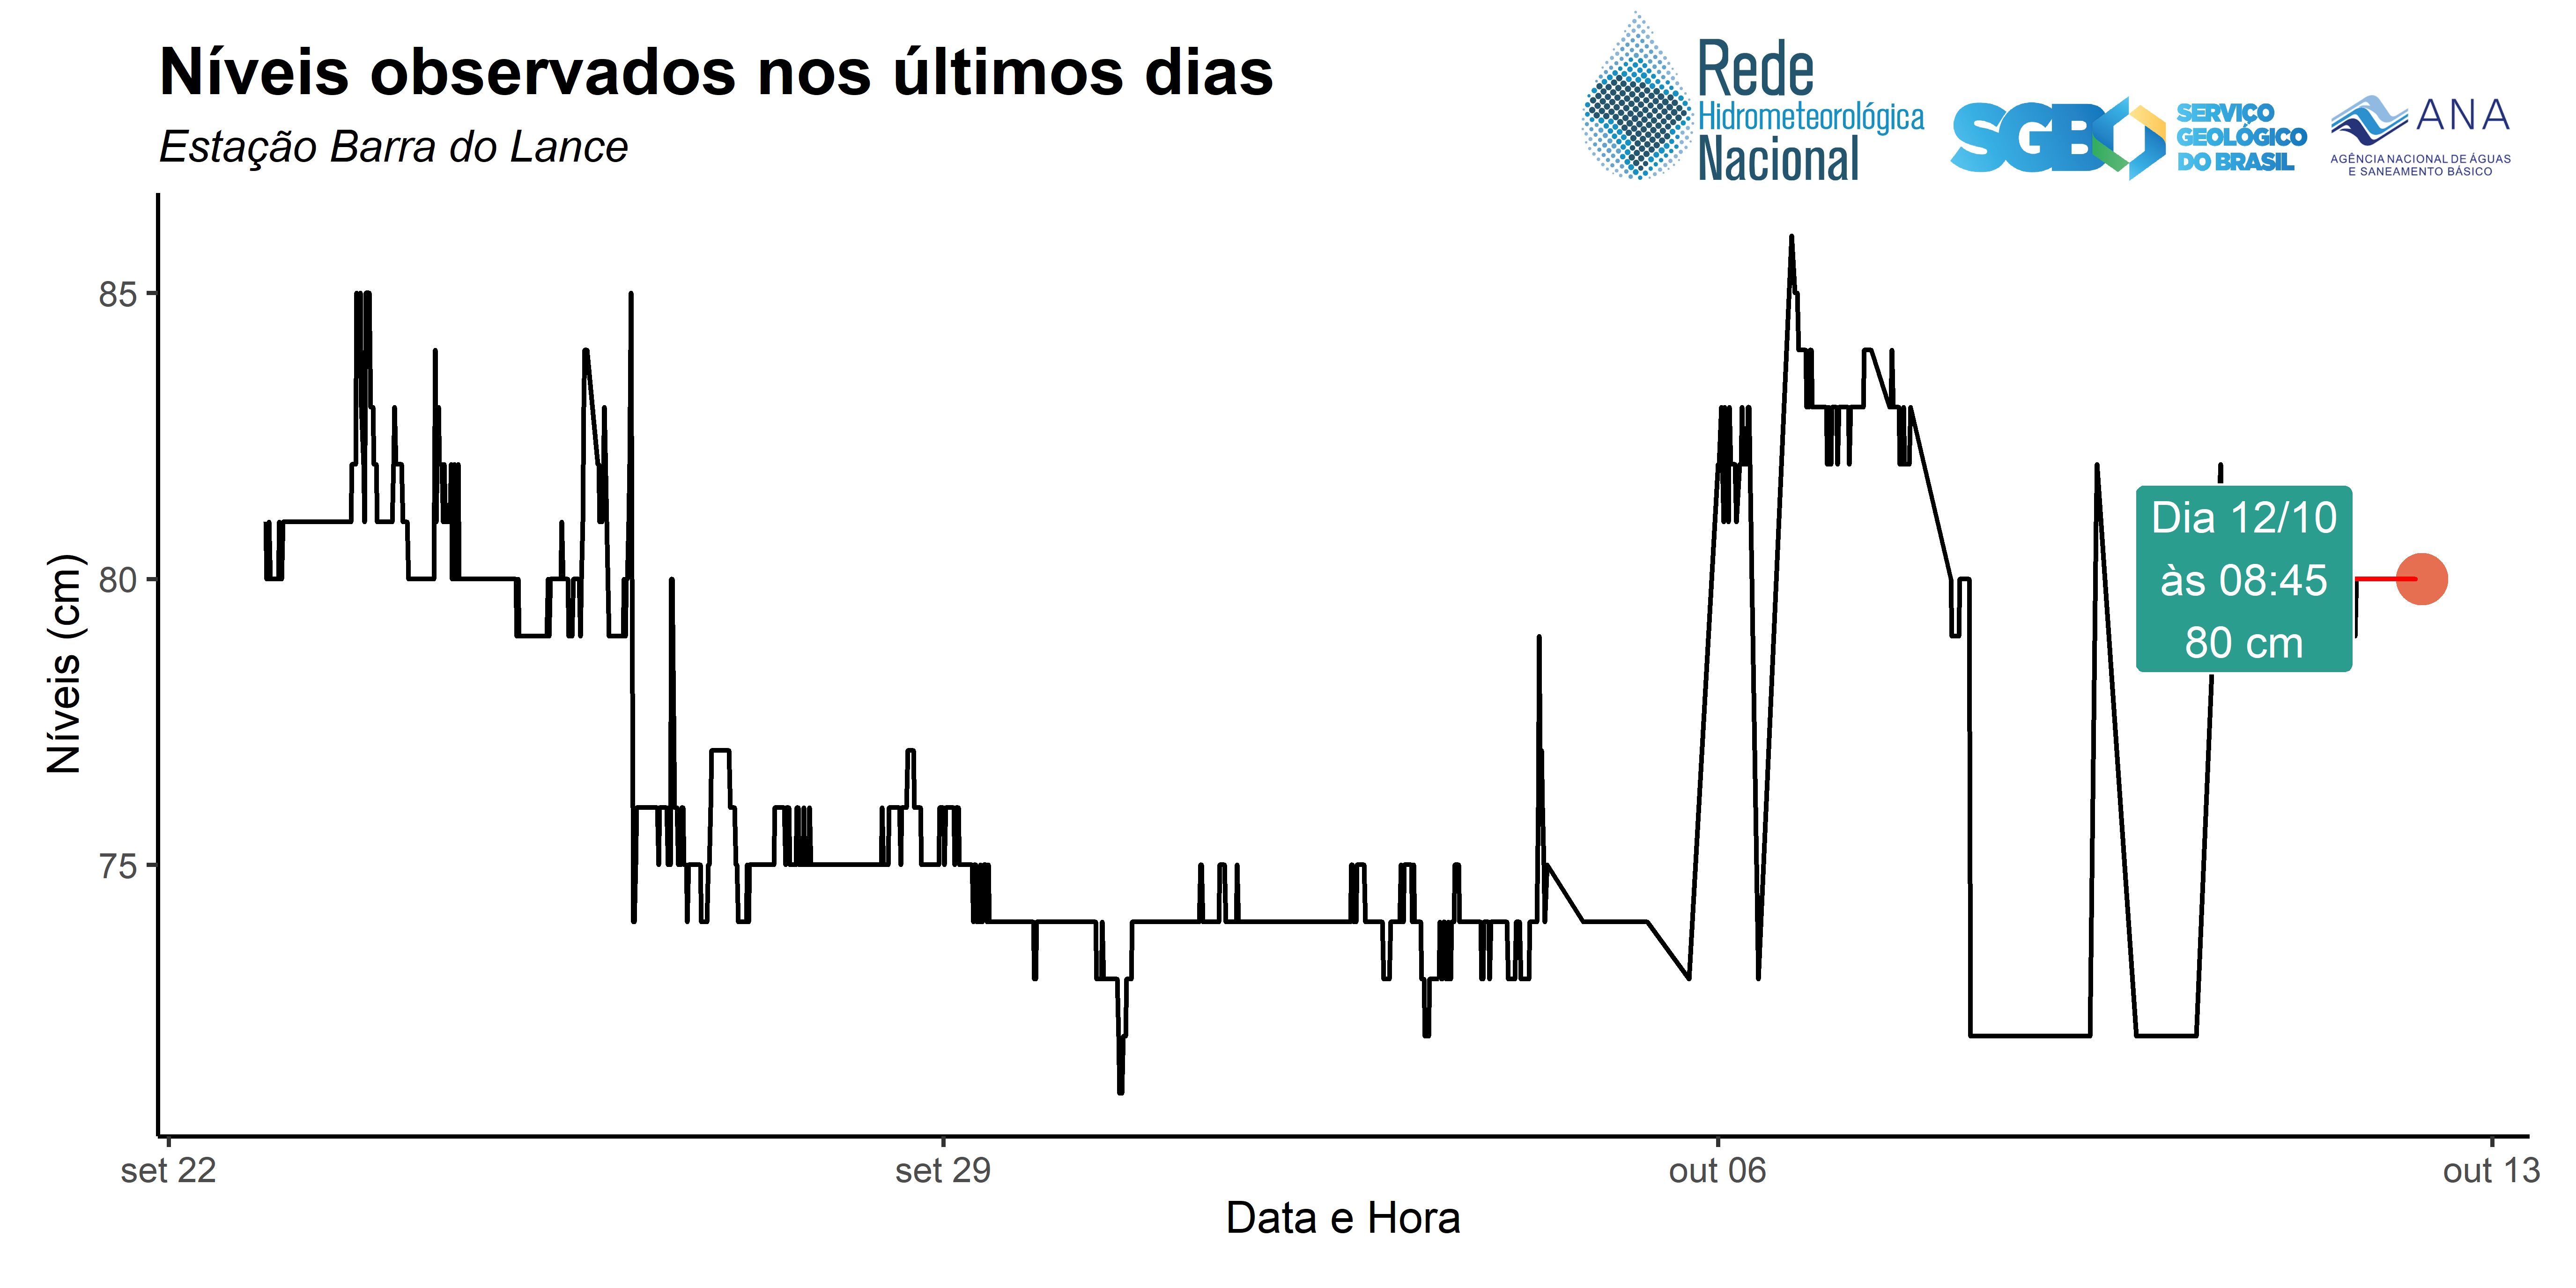 Níveis observados nos últimos dias
Estação Barra do Lance
Rede
Hidrometeorológica
Nacional
SGB
SERVIÇO
GEOLÓGICO
DO BRASIL
ANA
AGÊNCIA NACIONAL DE ÁGUAS
E SANEAMENTO BÁSICO
Níveis (cm)
85
80
75
Dia 12/10
às 08:45
80 cm
set 22
set 29
out 06
out 13
Data e Hora